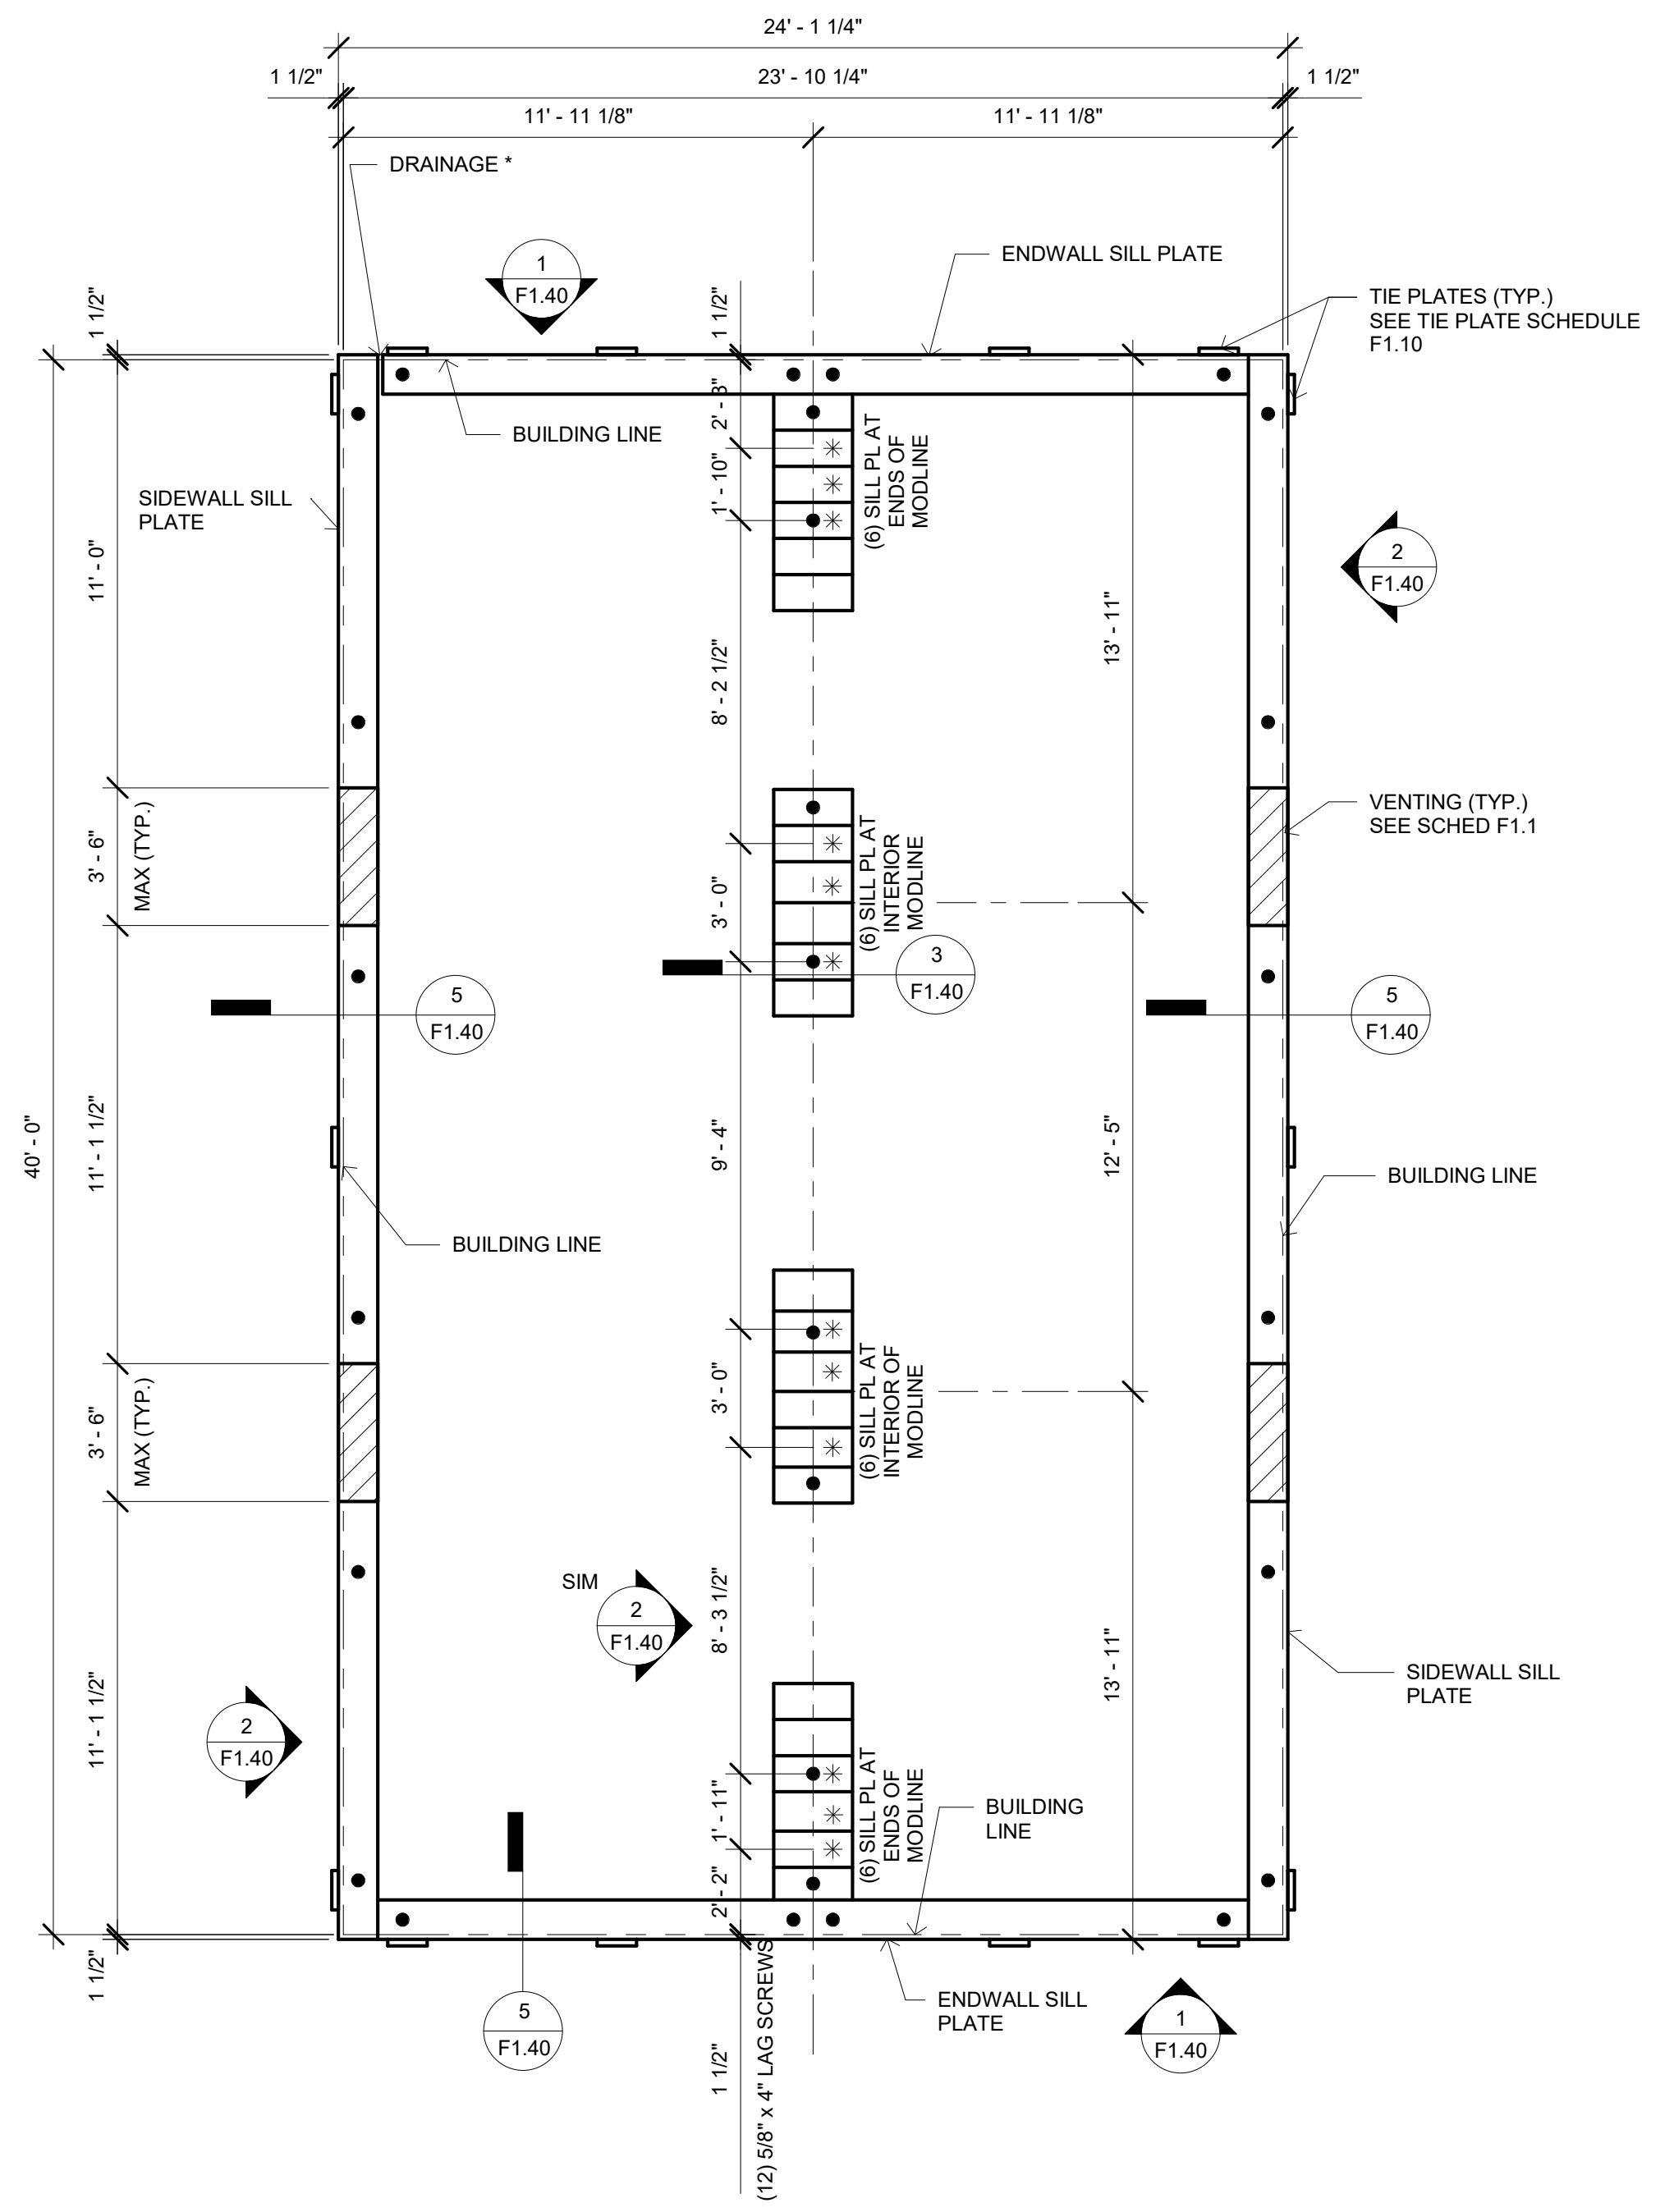 24' - 1 1/4"
1 1/2"
23' - 10 1/4"
1 1/2"
11' - 11 1/8"
11' - 11 1/8"
DRAINAGE *
1
F1.40
ENDWALL SILL PLATE
TIE PLATES (TYP.)
SEE TIE PLATE SCHEDULE
F1.10
1 1/2"
1 1/2"
2' - 3"
BUILDING LINE
1' - 10"
(6) SILL PL AT
ENDS OF
MODLINE
SIDEWALL SILL
PLATE
11' - 0"
2
F1.40
13' - 11"
8' - 2 1/2"
3' - 6"
MAX (TYP.)
VENTING (TYP.)
SEE SCHED F1.1
3' - 0"
(6) SILL PL AT
INTERIOR
MODLINE
3
F1.40
5
F1.40
5
F1.40
40' - 0"
11' - 1 1/2"
9' - 4"
12' - 5"
BUILDING LINE
BUILDING LINE
3' - 6"
MAX (TYP.)
3' - 0"
(6) SILL PL AT
INTERIOR OF
MODLINE
SIM
2
F1.40
8' - 3 1/2"
13' - 11"
SIDEWALL SILL
PLATE
11' - 1 1/2"
2
F1.40
1' - 11"
(6) SILL PL AT
ENDS OF
MODLINE
BUILDING
LINE
2' - 2"
1 1/2"
5
F1.40
1 1/2"
(12) 5/8" x 4" LAG SCREWS
ENDWALL SILL
PLATE
1
F1.40